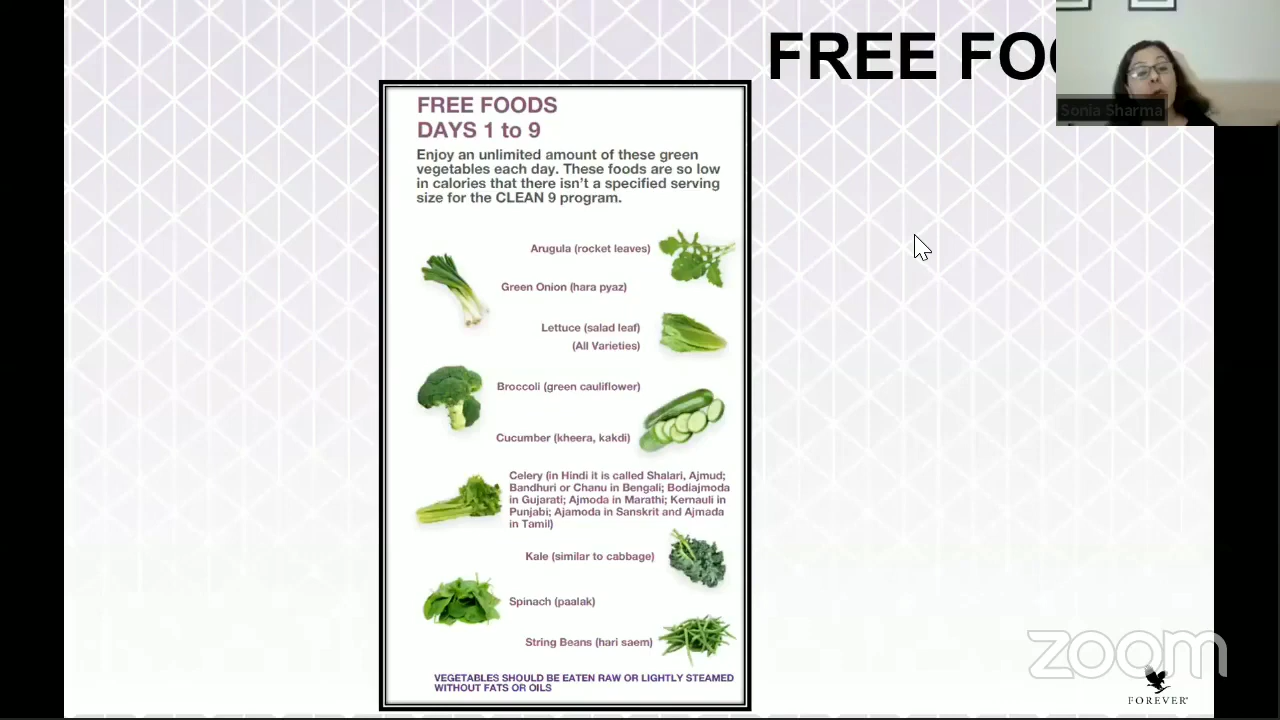 FREE FOO
Sonia Sharma
FREE FOODS
DAYS 1 to 9
Enjoy an unlimited amount of these green
vegetables each day. These foods are so low
in calories that there isn't a specified serving
size for the CLEAN 9 program.
Arugula (rocket leaves)
Green Onion (hara pyaz)
Lettuce (salad leaf)
(All Varieties)
Broccoli (green cauliflower)
Cucumber (kheera, kakdi)
Celery (in Hindi it is called Shalari, Ajmud;
Bandhuri or Chanu in Bengali; Bodiajmoda
in Gujarati; Ajmoda in Marathi; Kernauli in
Punjabi; Ajamoda in Sanskrit and Ajmada
in Tamil)
Kale (similar to cabbage)
Spinach (paalak)
String Beans (hari saem)
VEGETABLES SHOULD BE EATEN RAW OR LIGHTLY STEAMED
WITHOUT FATS OR OILS
zoom
FOREVER